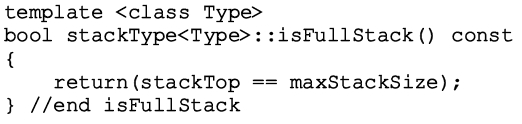 template <class Type>
bool stackType<Type>::isFullStack() const
{
    return(stackTop == maxStackSize);
} //end isFullStack